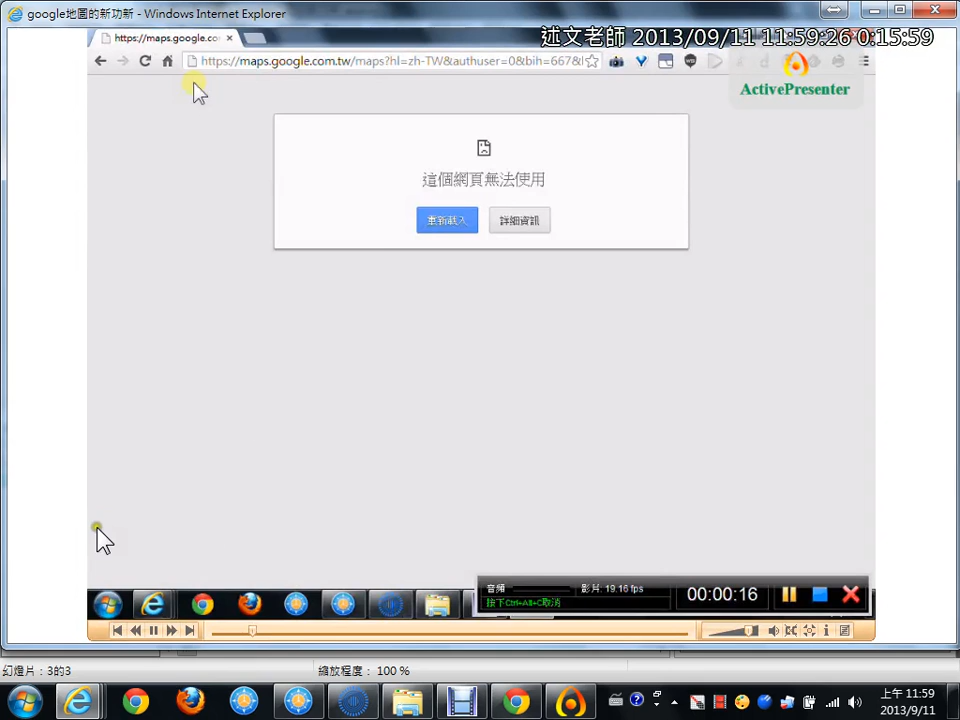 google地圖的新功新 - Windows Internet Explorer
https://maps.google.co
述文老師 2013/09/11 11:59:26 0:15:59
https://maps.google.com.tw/maps?hl=zh-TW&authuser=0&bih=667&l
ActivePresenter
這個網頁無法使用
重新載入
詳細資訊
音頻
影片: 19.16 fps
按下Ctrl+Alt+C取消
00:00:16
幻燈片：3的3
縮放程度： 100 %
上午 11:59
2013/9/11